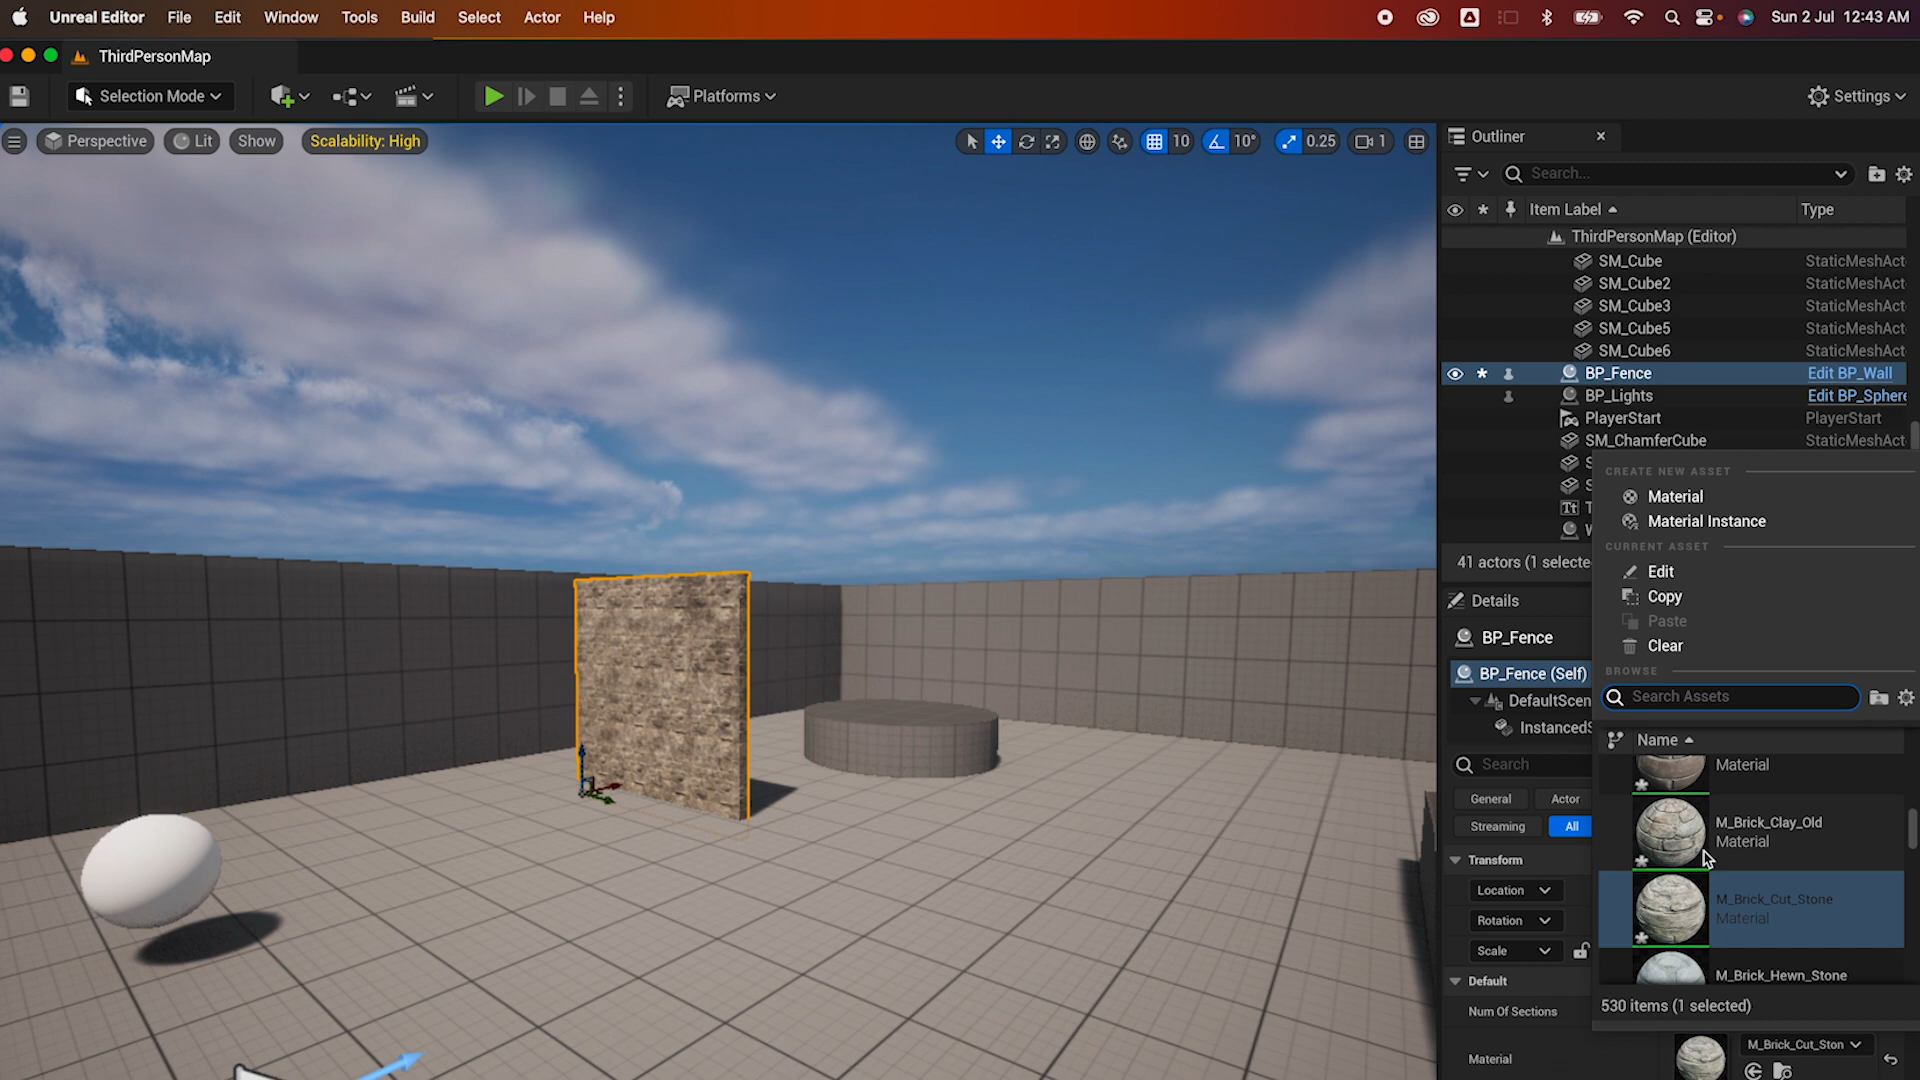 Unreal Editor File Edit Window Tools Build Select Actor Help Sun 2 Jul 12:43 AM
ThirdPersonMap
Selection Mode Platforms Settings
Perspective Lit Show Scalability: High 10 10° 0.25 1
Outliner
Search...
Item Label Type
ThirdPersonMap (Editor)
SM_Cube StaticMeshAct
SM_Cube2 StaticMeshAct
SM_Cube3 StaticMeshAct
SM_Cube5 StaticMeshAct
SM_Cube6 StaticMeshAct
BP_Fence Edit BP_Wall
BP_Lights Edit BP_Sphere
PlayerStart PlayerStart
SM_ChamferCube StaticMeshAct
41 actors (1 selecte
Details
BP_Fence
BP_Fence (Self)
DefaultScen
InstancedS
Search
General Actor
Streaming All
Transform
Location
Rotation
Scale
Default
Num Of Sections
Material M_Brick_Cut_Ston
CREATE NEW ASSET
Material
Material Instance
CURRENT ASSET
Edit
Copy
Paste
Clear
BROWSE
Search Assets
Name
Material
M_Brick_Clay_Old
Material
M_Brick_Cut_Stone
Material
M_Brick_Hewn_Stone
530 items (1 selected)